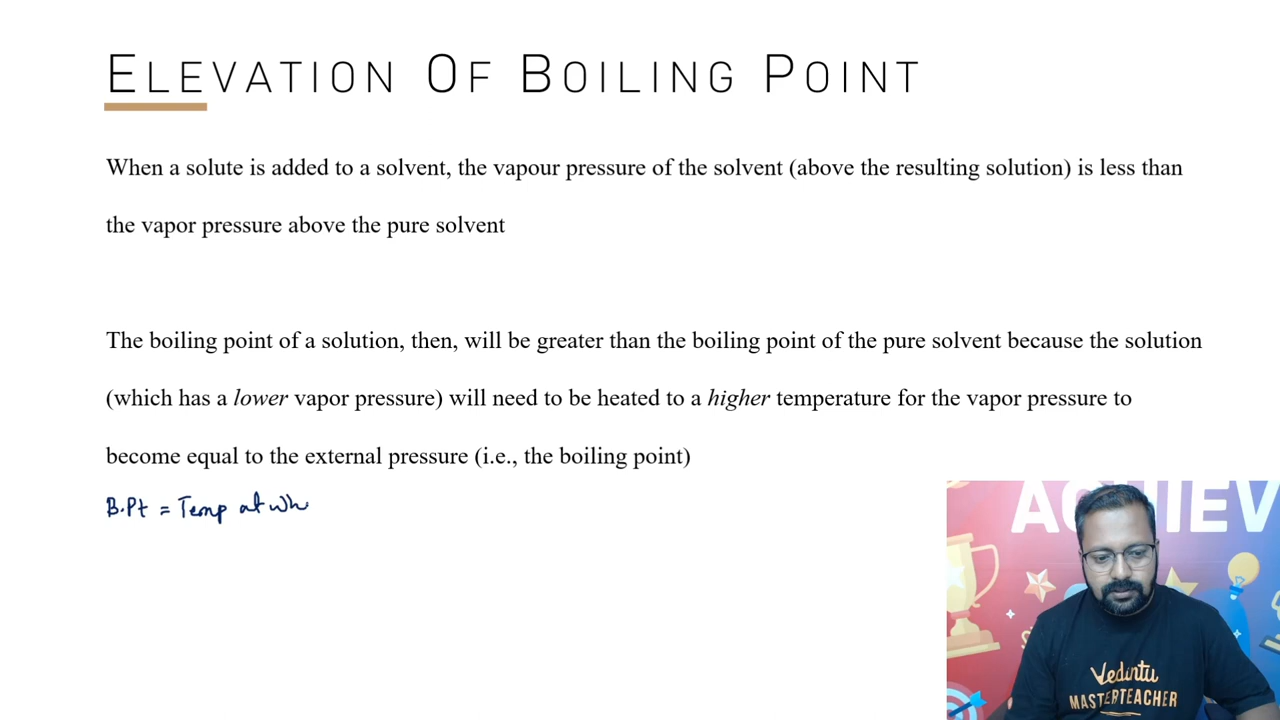 ELEVATION OF BOILING POINT
When a solute is added to a solvent, the vapour pressure of the solvent (above the resulting solution) is less than
the vapor pressure above the pure solvent
The boiling point of a solution, then, will be greater than the boiling point of the pure solvent because the solution
(which has a lower vapor pressure) will need to be heated to a higher temperature for the vapor pressure to
become equal to the external pressure (i.e., the boiling point)
B.Pt = Temp at wh
Vedantu
MASTERTEACHER